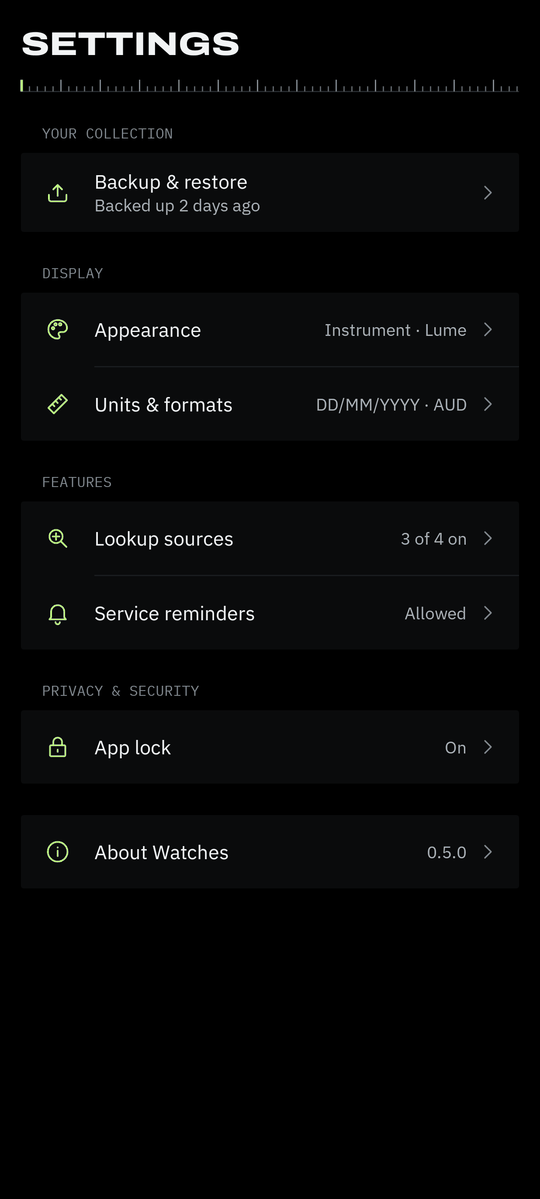 SETTINGS
YOUR COLLECTION
Backup & restore
Backed up 2 days ago
DISPLAY
Appearance Instrument · Lume
Units & formats DD/MM/YYYY · AUD
FEATURES
Lookup sources 3 of 4 on
Service reminders Allowed
PRIVACY & SECURITY
App lock On
About Watches 0.5.0